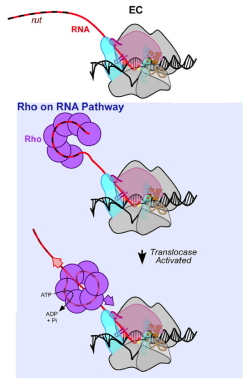 EC
rut
RNA
Rho on RNA Pathway
Rho
Translocase
Activated
ATP
ADP
+ Pi